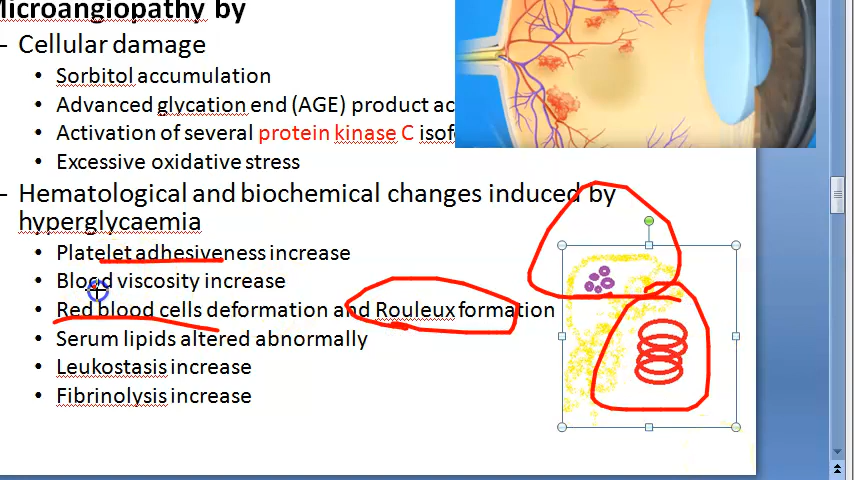 Microangiopathy by
– Cellular damage
• Sorbitol accumulation
• Advanced glycation end (AGE) product ac
• Activation of several protein kinase C isof
• Excessive oxidative stress
– Hematological and biochemical changes induced by
hyperglycaemia
• Platelet adhesiveness increase
• Blood viscosity increase
• Red blood cells deformation and Rouleux formation
• Serum lipids altered abnormally
• Leukostasis increase
• Fibrinolysis increase